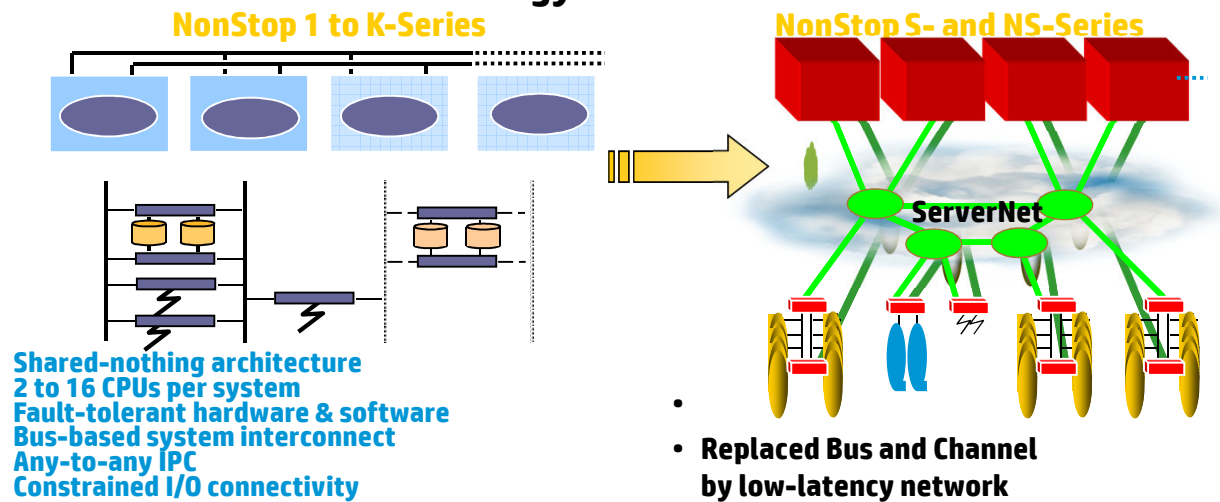 NonStop 1 to K-Series
NonStop S- and NS-Series
ServerNet
Shared-nothing architecture
2 to 16 CPUs per system
Fault-tolerant hardware & software
Bus-based system interconnect
Any-to-any IPC
Constrained I/O connectivity
•
• Replaced Bus and Channel
by low-latency network